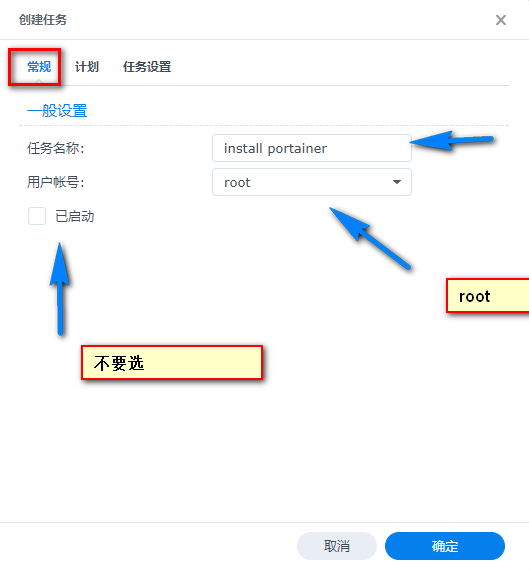 创建任务
常规 计划 任务设置
一般设置
任务名称: install portainer
用户帐号: root
已启动
root
不要选
取消 确定